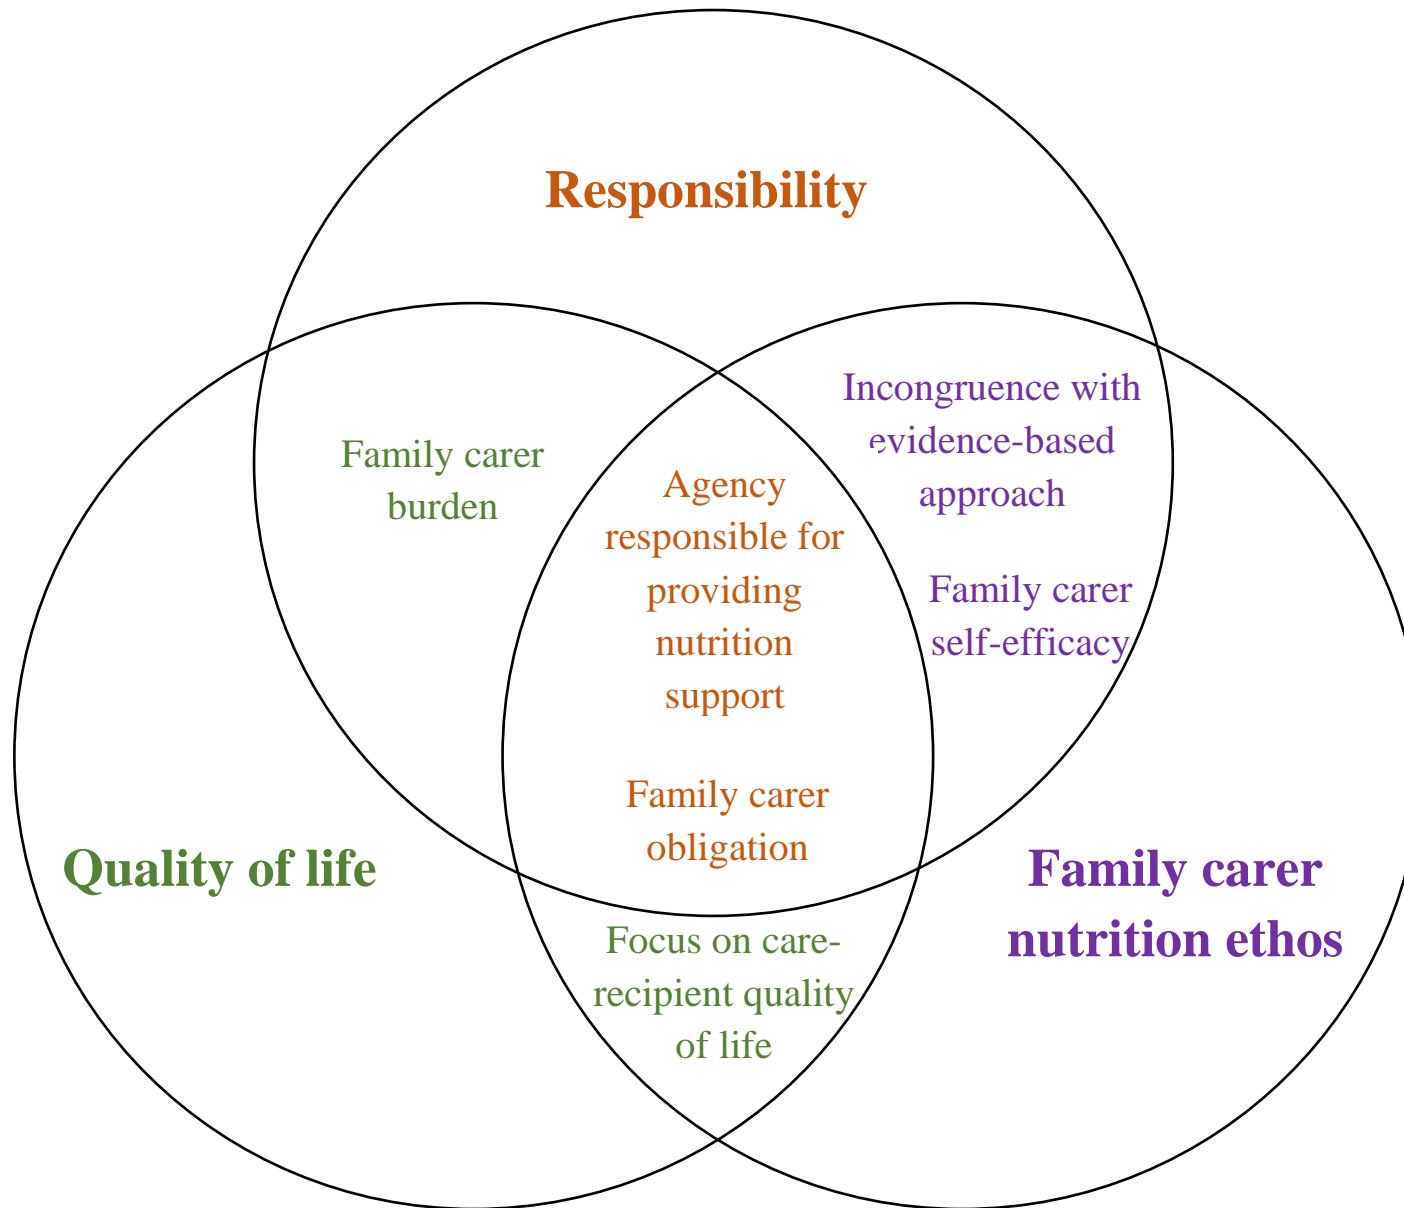 Responsibility
Incongruence with
evidence-based
approach
Family carer
burden
Agency
responsible for
providing
nutrition
support
Family carer
self-efficacy
Family carer
obligation
Quality of life
Family carer
nutrition ethos
Focus on care-
recipient quality
of life